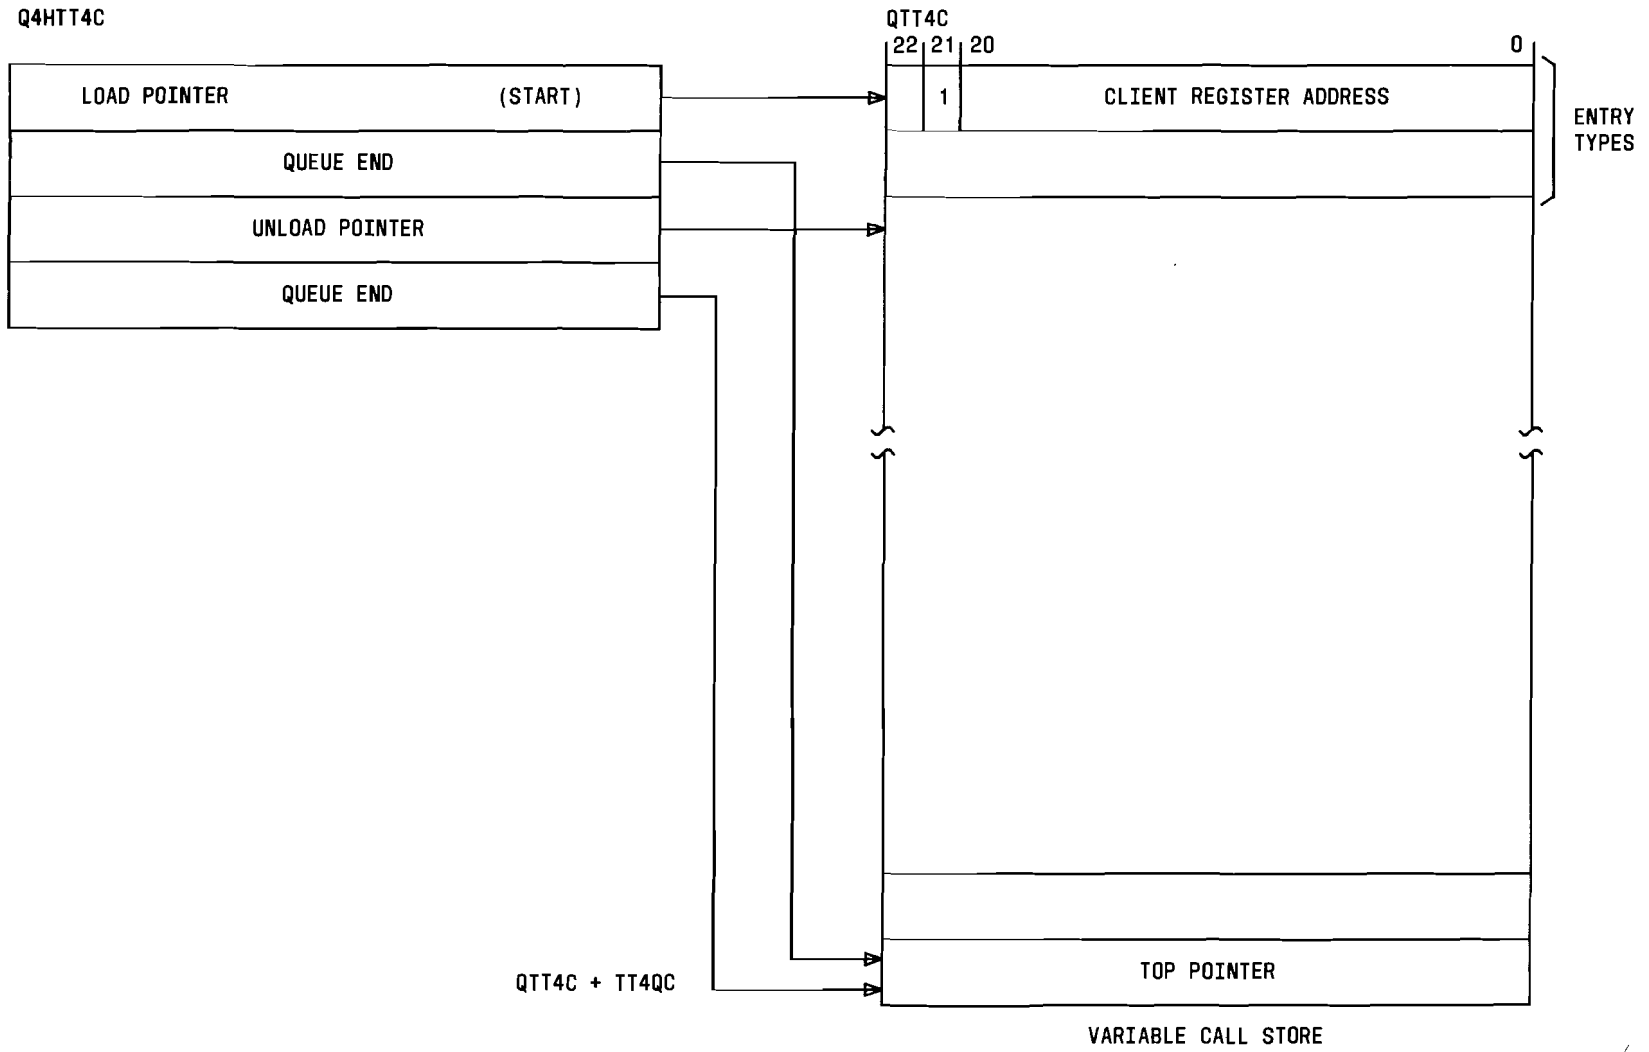 Q4HTT4C
LOAD POINTER (START)
QUEUE END
UNLOAD POINTER
QUEUE END
QTT4C
22 21 20 0
1 CLIENT REGISTER ADDRESS
ENTRY
TYPES
QTT4C + TT4QC
TOP POINTER
VARIABLE CALL STORE